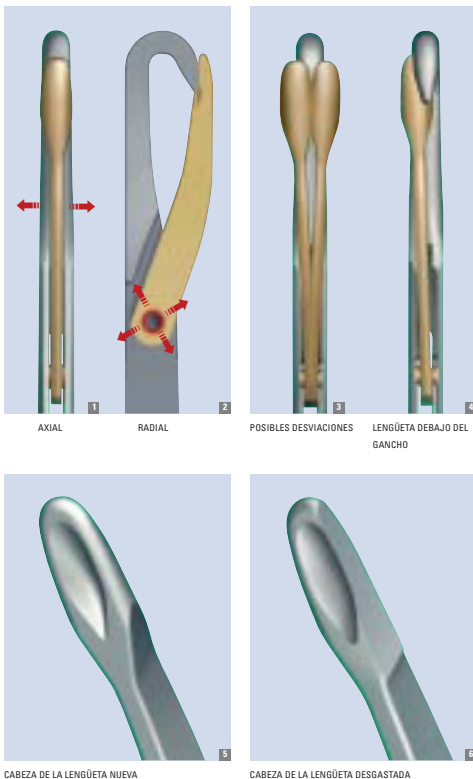 1
2
3
4
AXIAL
RADIAL
POSIBLES DESVIACIONES
LENGÜETA DEBAJO DEL
GANCHO
5
6
CABEZA DE LA LENGÜETA NUEVA
CABEZA DE LA LENGÜETA DESGASTADA